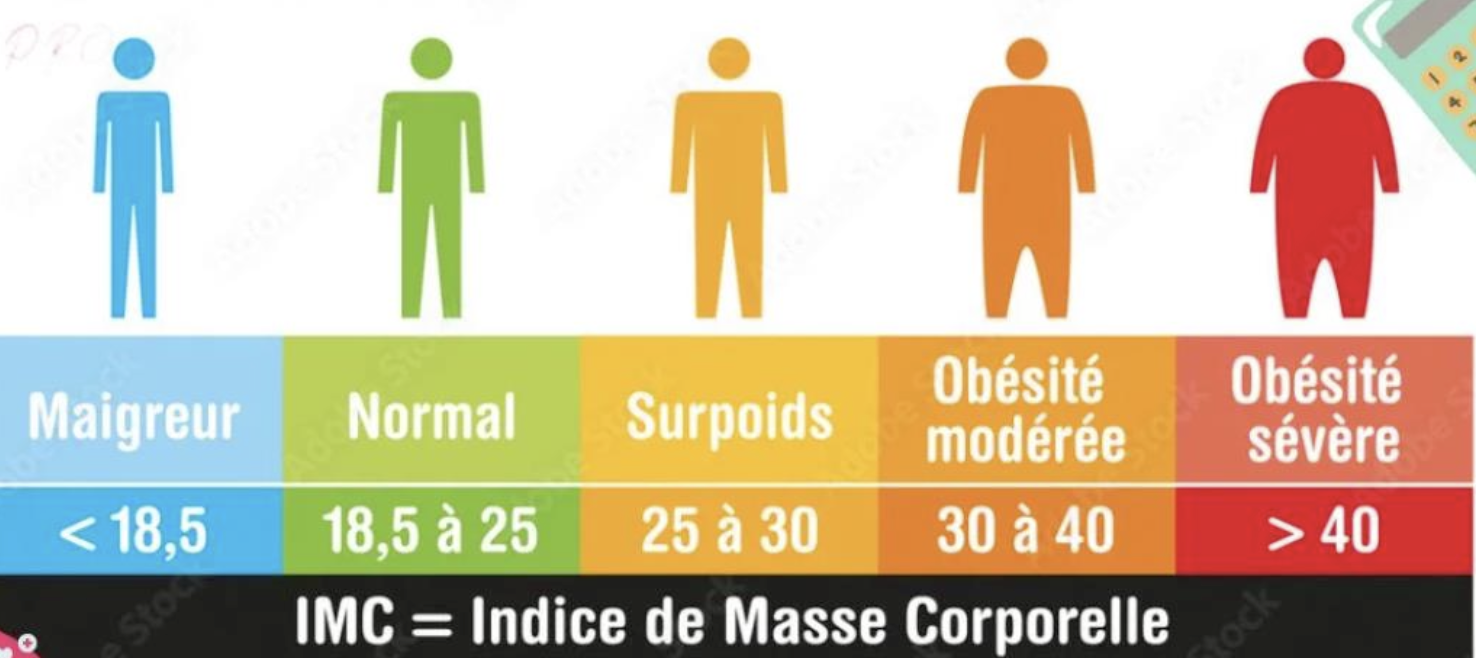 Maigreur
Normal
Surpoids
Obésité
modérée
Obésité
sévère
< 18,5
18,5 à 25
25 à 30
30 à 40
> 40
IMC = Indice de Masse Corporelle